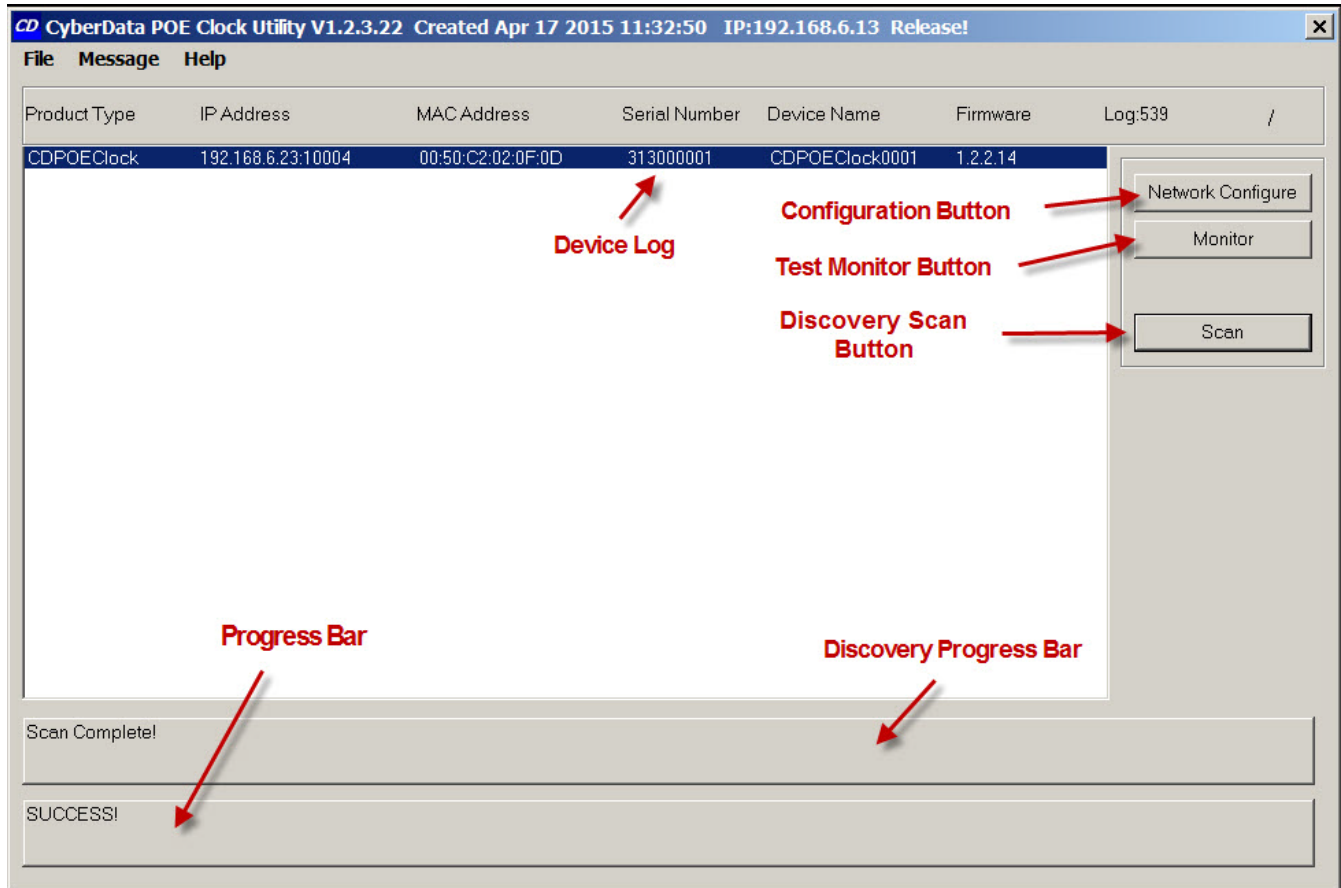 CD CyberData POE Clock Utility V1.2.3.22 Created Apr 17 2015 11:32:50 IP:192.168.6.13 Release!
File Message Help
Product Type IP Address MAC Address Serial Number Device Name Firmware Log:539 /
CDPOEClock 192.168.6.23:10004 00:50:C2:02:0F:0D 313000001 CDPOEClock0001 1.2.2.14
Network Configure
Configuration Button
Device Log
Monitor
Test Monitor Button
Discovery Scan
Button
Scan
Progress Bar
Discovery Progress Bar
Scan Complete!
SUCCESS!